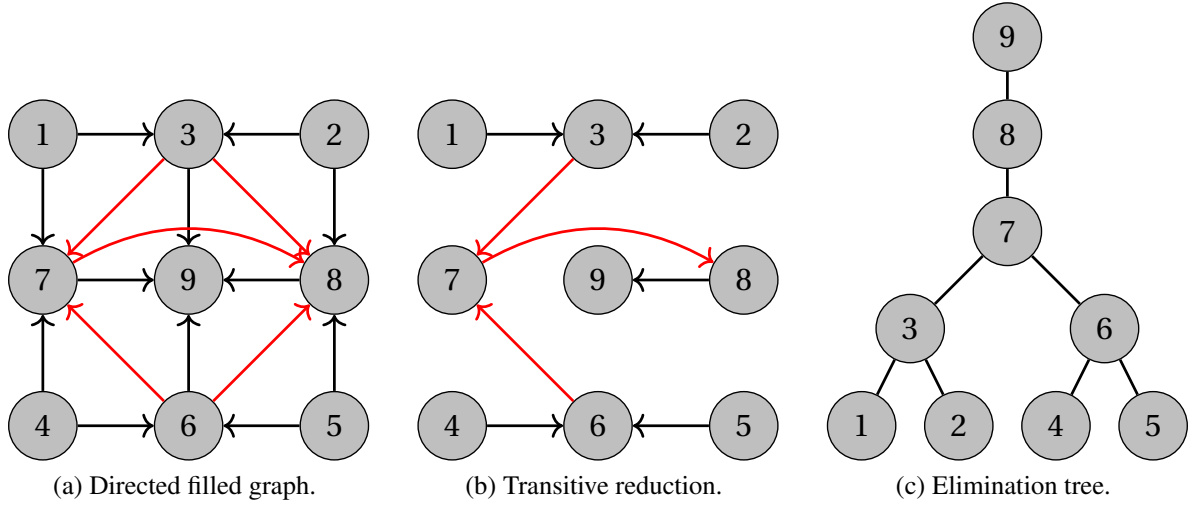 9
1 3 2 1 3 2 8
7
7 9 8 7 9 8
3 6
4 6 5 4 6 5 1 2 4 5
(a) Directed filled graph. (b) Transitive reduction. (c) Elimination tree.